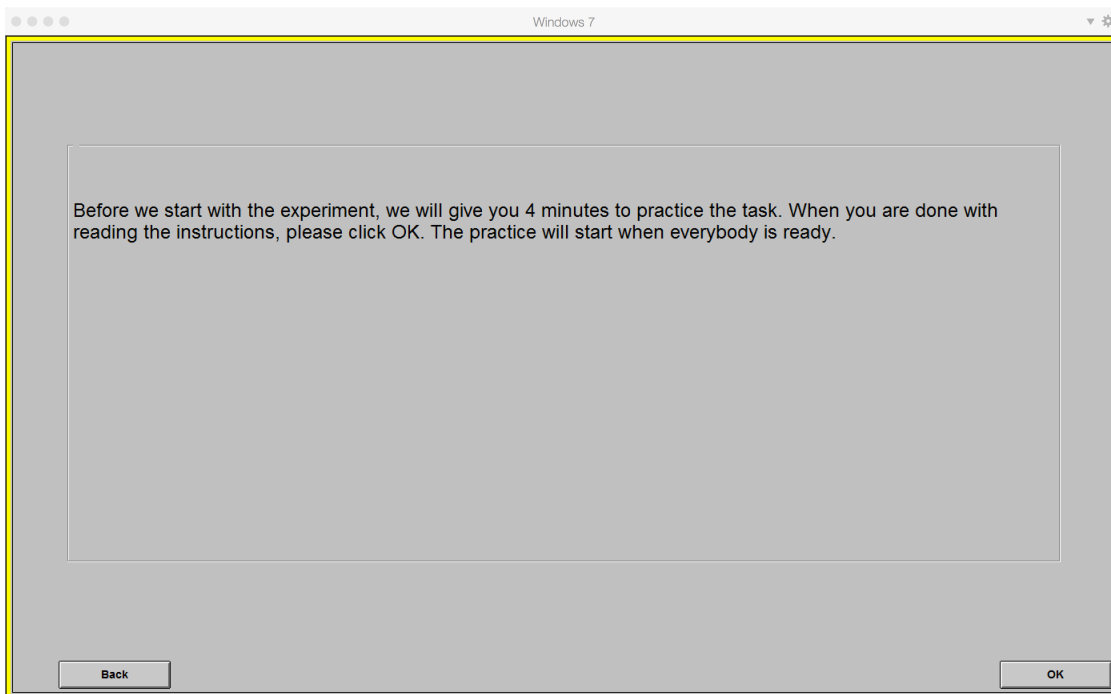 Windows 7
Before we start with the experiment, we will give you 4 minutes to practice the task. When you are done with
reading the instructions, please click OK. The practice will start when everybody is ready.
Back
OK